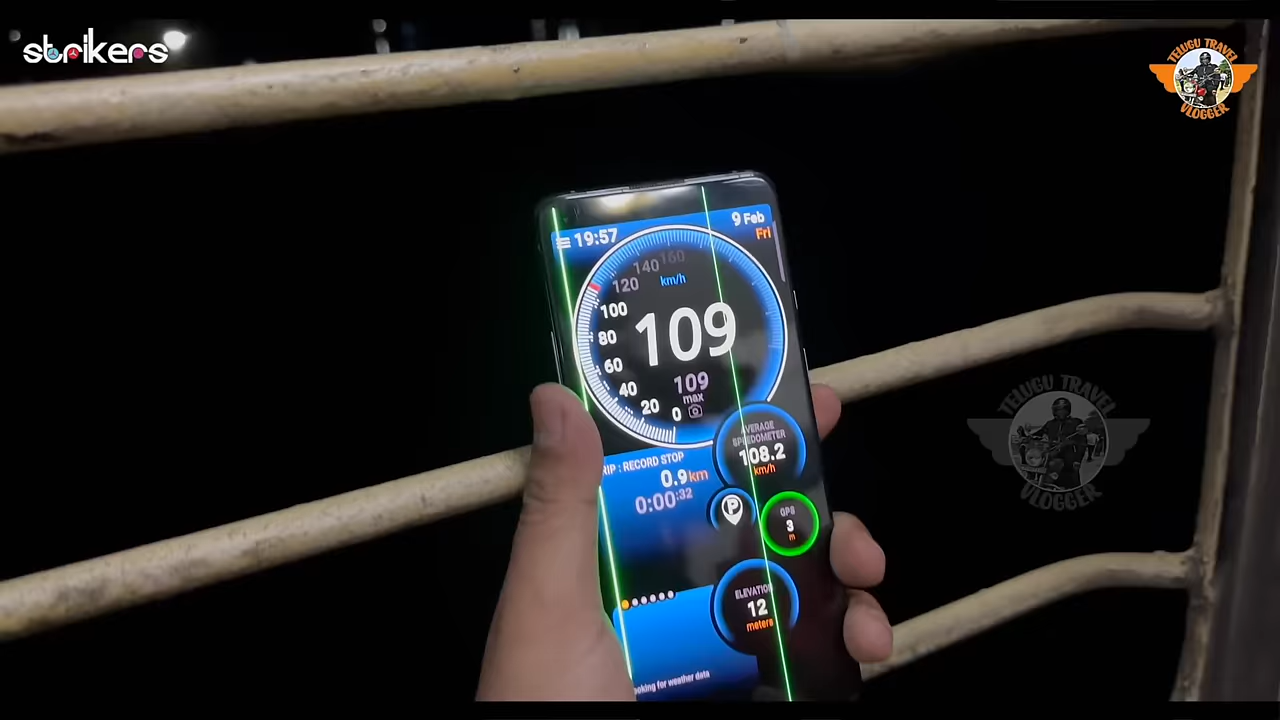 strikers
TELUGU TRAVEL
VLOGGER
19:57
9 Feb
Fri
160
140
120
100
80
60
40
20
0
km/h
109
109
max
AVERAGE
SPEEDOMETER
108.2
km/h
RIP : RECORD STOP
0.9km
0:00:32
P
GPS
3
m
ELEVATION
12
meters
ooking for weather data
TELUGU TRAVEL
VLOGGER